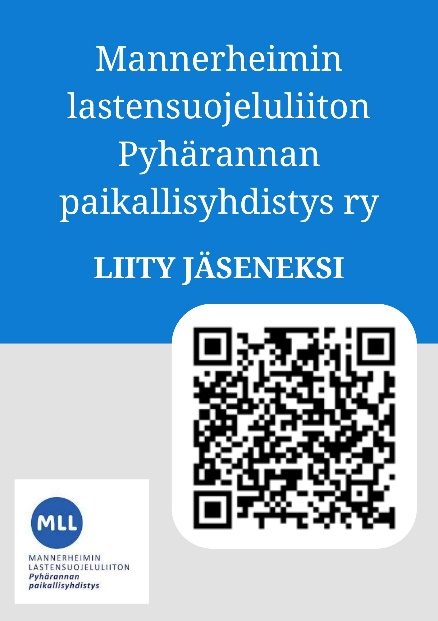 Mannerheimin
lastensuojeluliiton
Pyhärannan
paikallisyhdistys ry
LIITY JÄSENEKSI
MLL
MANNERHEIMIN
LASTENSUOJELULIITON
Pyhärannan
paikallisyhdistys